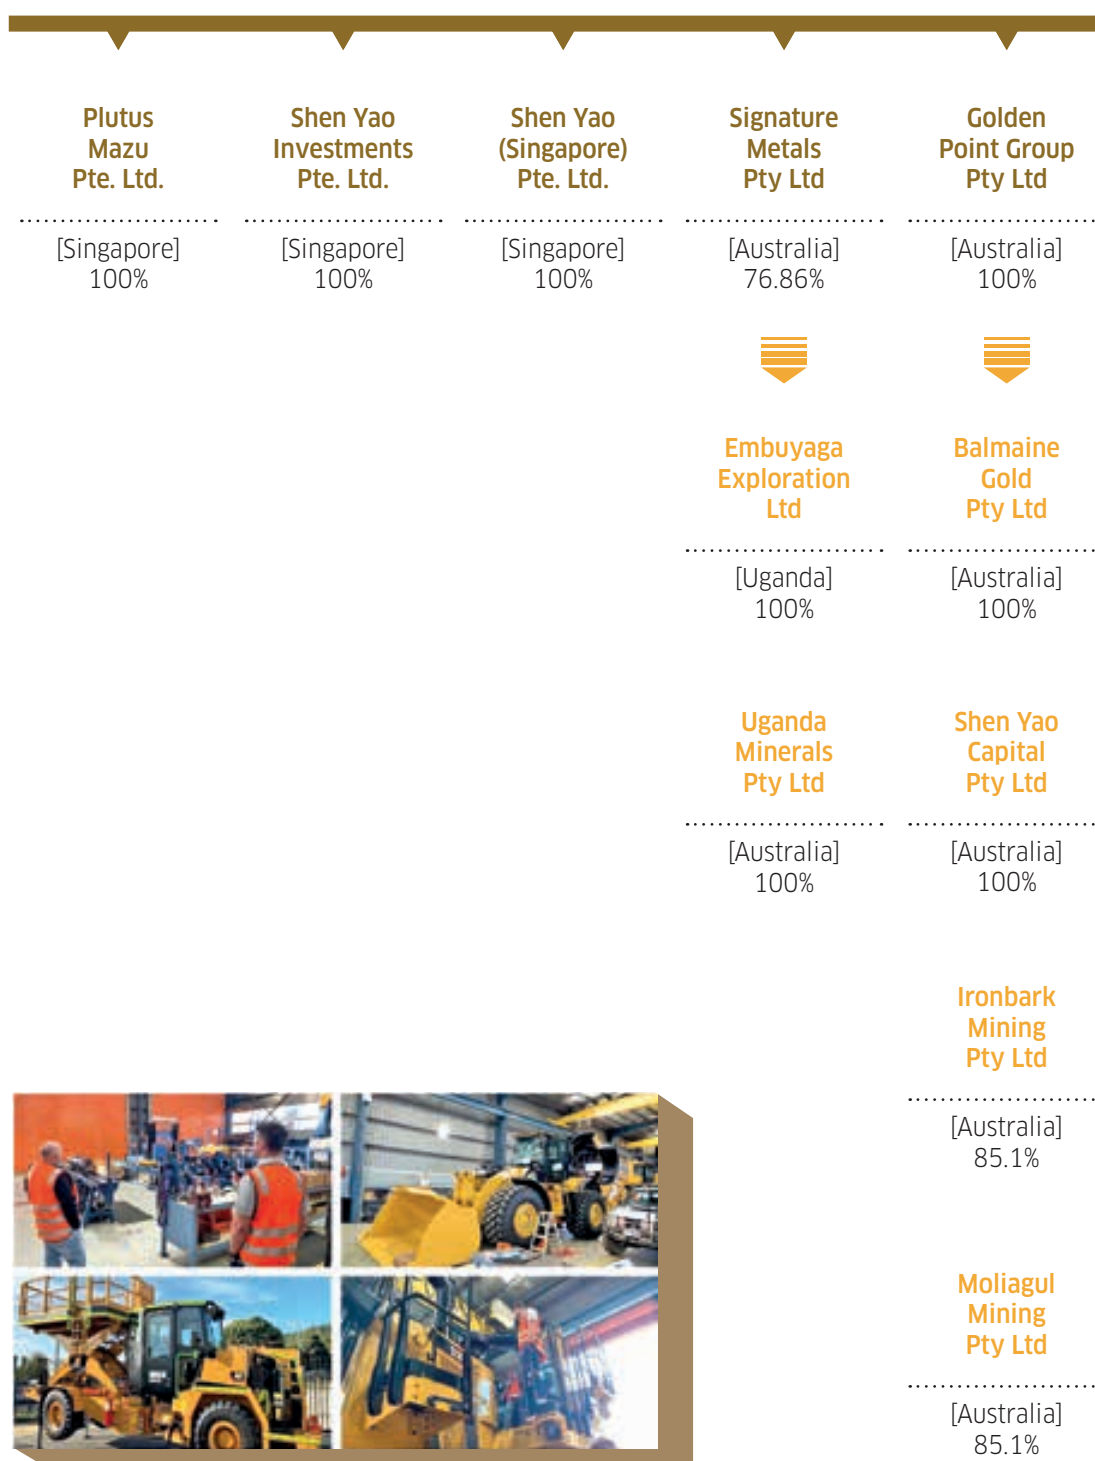 Plutus
Mazu
Pte. Ltd.
[Singapore]
100%
Shen Yao
Investments
Pte. Ltd.
[Singapore]
100%
Shen Yao
(Singapore)
Pte. Ltd.
[Singapore]
100%
Signature
Metals
Pty Ltd
[Australia]
76.86%
Embuyaga
Exploration
Ltd
[Uganda]
100%
Uganda
Minerals
Pty Ltd
[Australia]
100%
Golden
Point Group
Pty Ltd
[Australia]
100%
Balmaine
Gold
Pty Ltd
[Australia]
100%
Shen Yao
Capital
Pty Ltd
[Australia]
100%
Ironbark
Mining
Pty Ltd
[Australia]
85.1%
Moliagul
Mining
Pty Ltd
[Australia]
85.1%